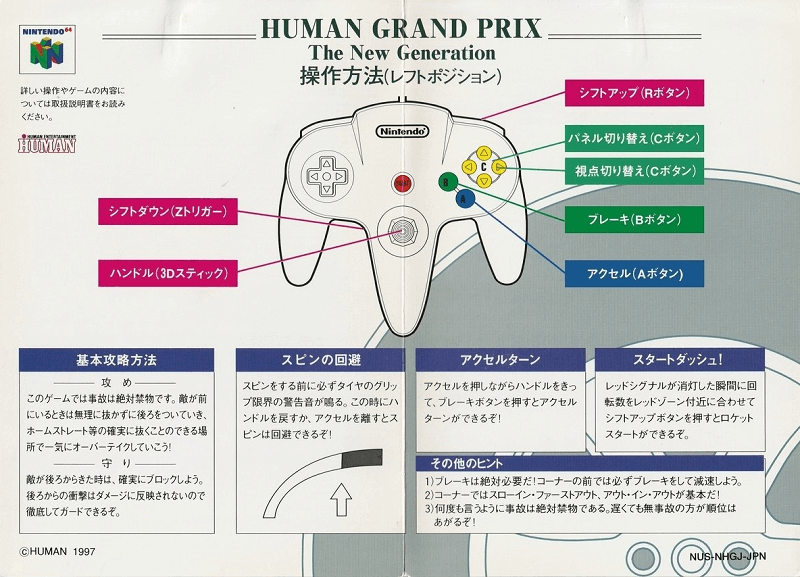 HUMAN GRAND PRIX
The New Generation
操作方法(レフトポジション)
NINTENDO 64
詳しい操作やゲームの内容に
ついては取扱説明書をお読み
ください。
HUMAN ENTERTAINMENT
HUMAN
Nintendo
START
B
A
C
シフトアップ(Rボタン)
パネル切り替え(Cボタン)
視点切り替え(Cボタン)
ブレーキ(Bボタン)
アクセル(Aボタン)
シフトダウン(Zトリガー)
ハンドル(3Dスティック)
基本攻略方法
攻 め
このゲームでは事故は絶対禁物です。敵が前
にいるときは無理に抜かずに後ろをついていき、
ホームストレート等の確実に抜くことのできる場
所で一気にオーバーテイクしていこう!
守 り
敵が後ろからきた時は、確実にブロックしよう。
後ろからの衝撃はダメージに反映されないので
徹底してガードできるぞ。
スピンの回避
スピンをする前に必ずタイヤのグリッ
プ限界の警告音が鳴る。この時にハ
ンドルを戻すか、アクセルを離すとス
ピンは回避できるぞ!
アクセルターン
アクセルを押しながらハンドルをきっ
て、ブレーキボタンを押すとアクセル
ターンができるぞ!
スタートダッシュ!
レッドシグナルが消灯した瞬間に回
転数をレッドゾーン付近に合わせて
シフトアップボタンを押すとロケット
スタートができるぞ。
その他のヒント
1)ブレーキは絶対必要だ!コーナーの前では必ずブレーキをして減速しよう。
2)コーナーではスローイン・ファーストアウト、アウト・イン・アウトが基本だ!
3)何度も言うように事故は絶対禁物である。遅くても無事故の方が順位は
あがるぞ!
©HUMAN 1997
NUS-NHGJ-JPN